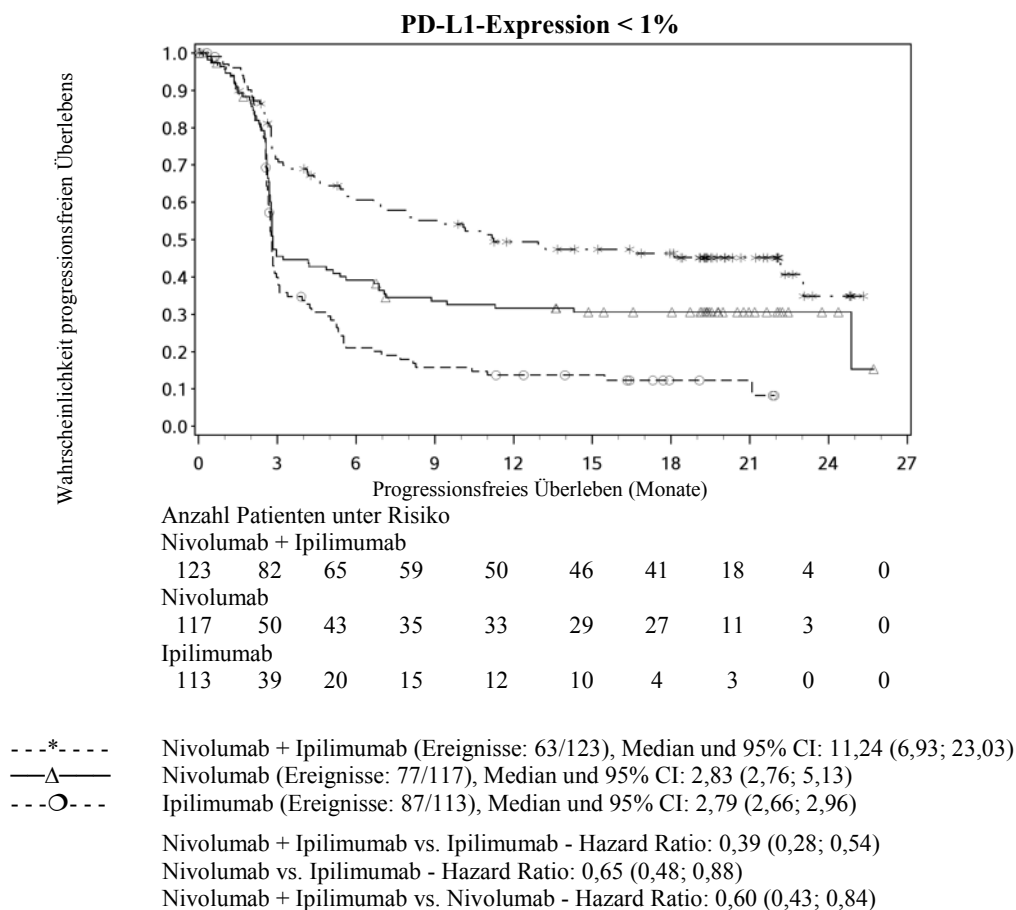 PD-L1-Expression < 1%
Wahrscheinlichkeit progressionsfreien Überlebens
1.0
0.9
0.8
0.7
0.6
0.5
0.4
0.3
0.2
0.1
0.0
0 3 6 9 12 15 18 21 24 27
Progressionsfreies Überleben (Monate)
Anzahl Patienten unter Risiko
Nivolumab + Ipilimumab
123 82 65 59 50 46 41 18 4 0
Nivolumab
117 50 43 35 33 29 27 11 3 0
Ipilimumab
113 39 20 15 12 10 4 3 0 0
- - -*- - - - Nivolumab + Ipilimumab (Ereignisse: 63/123), Median und 95% CI: 11,24 (6,93; 23,03)
——Δ—— Nivolumab (Ereignisse: 77/117), Median und 95% CI: 2,83 (2,76; 5,13)
- - -❍- - - Ipilimumab (Ereignisse: 87/113), Median und 95% CI: 2,79 (2,66; 2,96)
Nivolumab + Ipilimumab vs. Ipilimumab - Hazard Ratio: 0,39 (0,28; 0,54)
Nivolumab vs. Ipilimumab - Hazard Ratio: 0,65 (0,48; 0,88)
Nivolumab + Ipilimumab vs. Nivolumab - Hazard Ratio: 0,60 (0,43; 0,84)